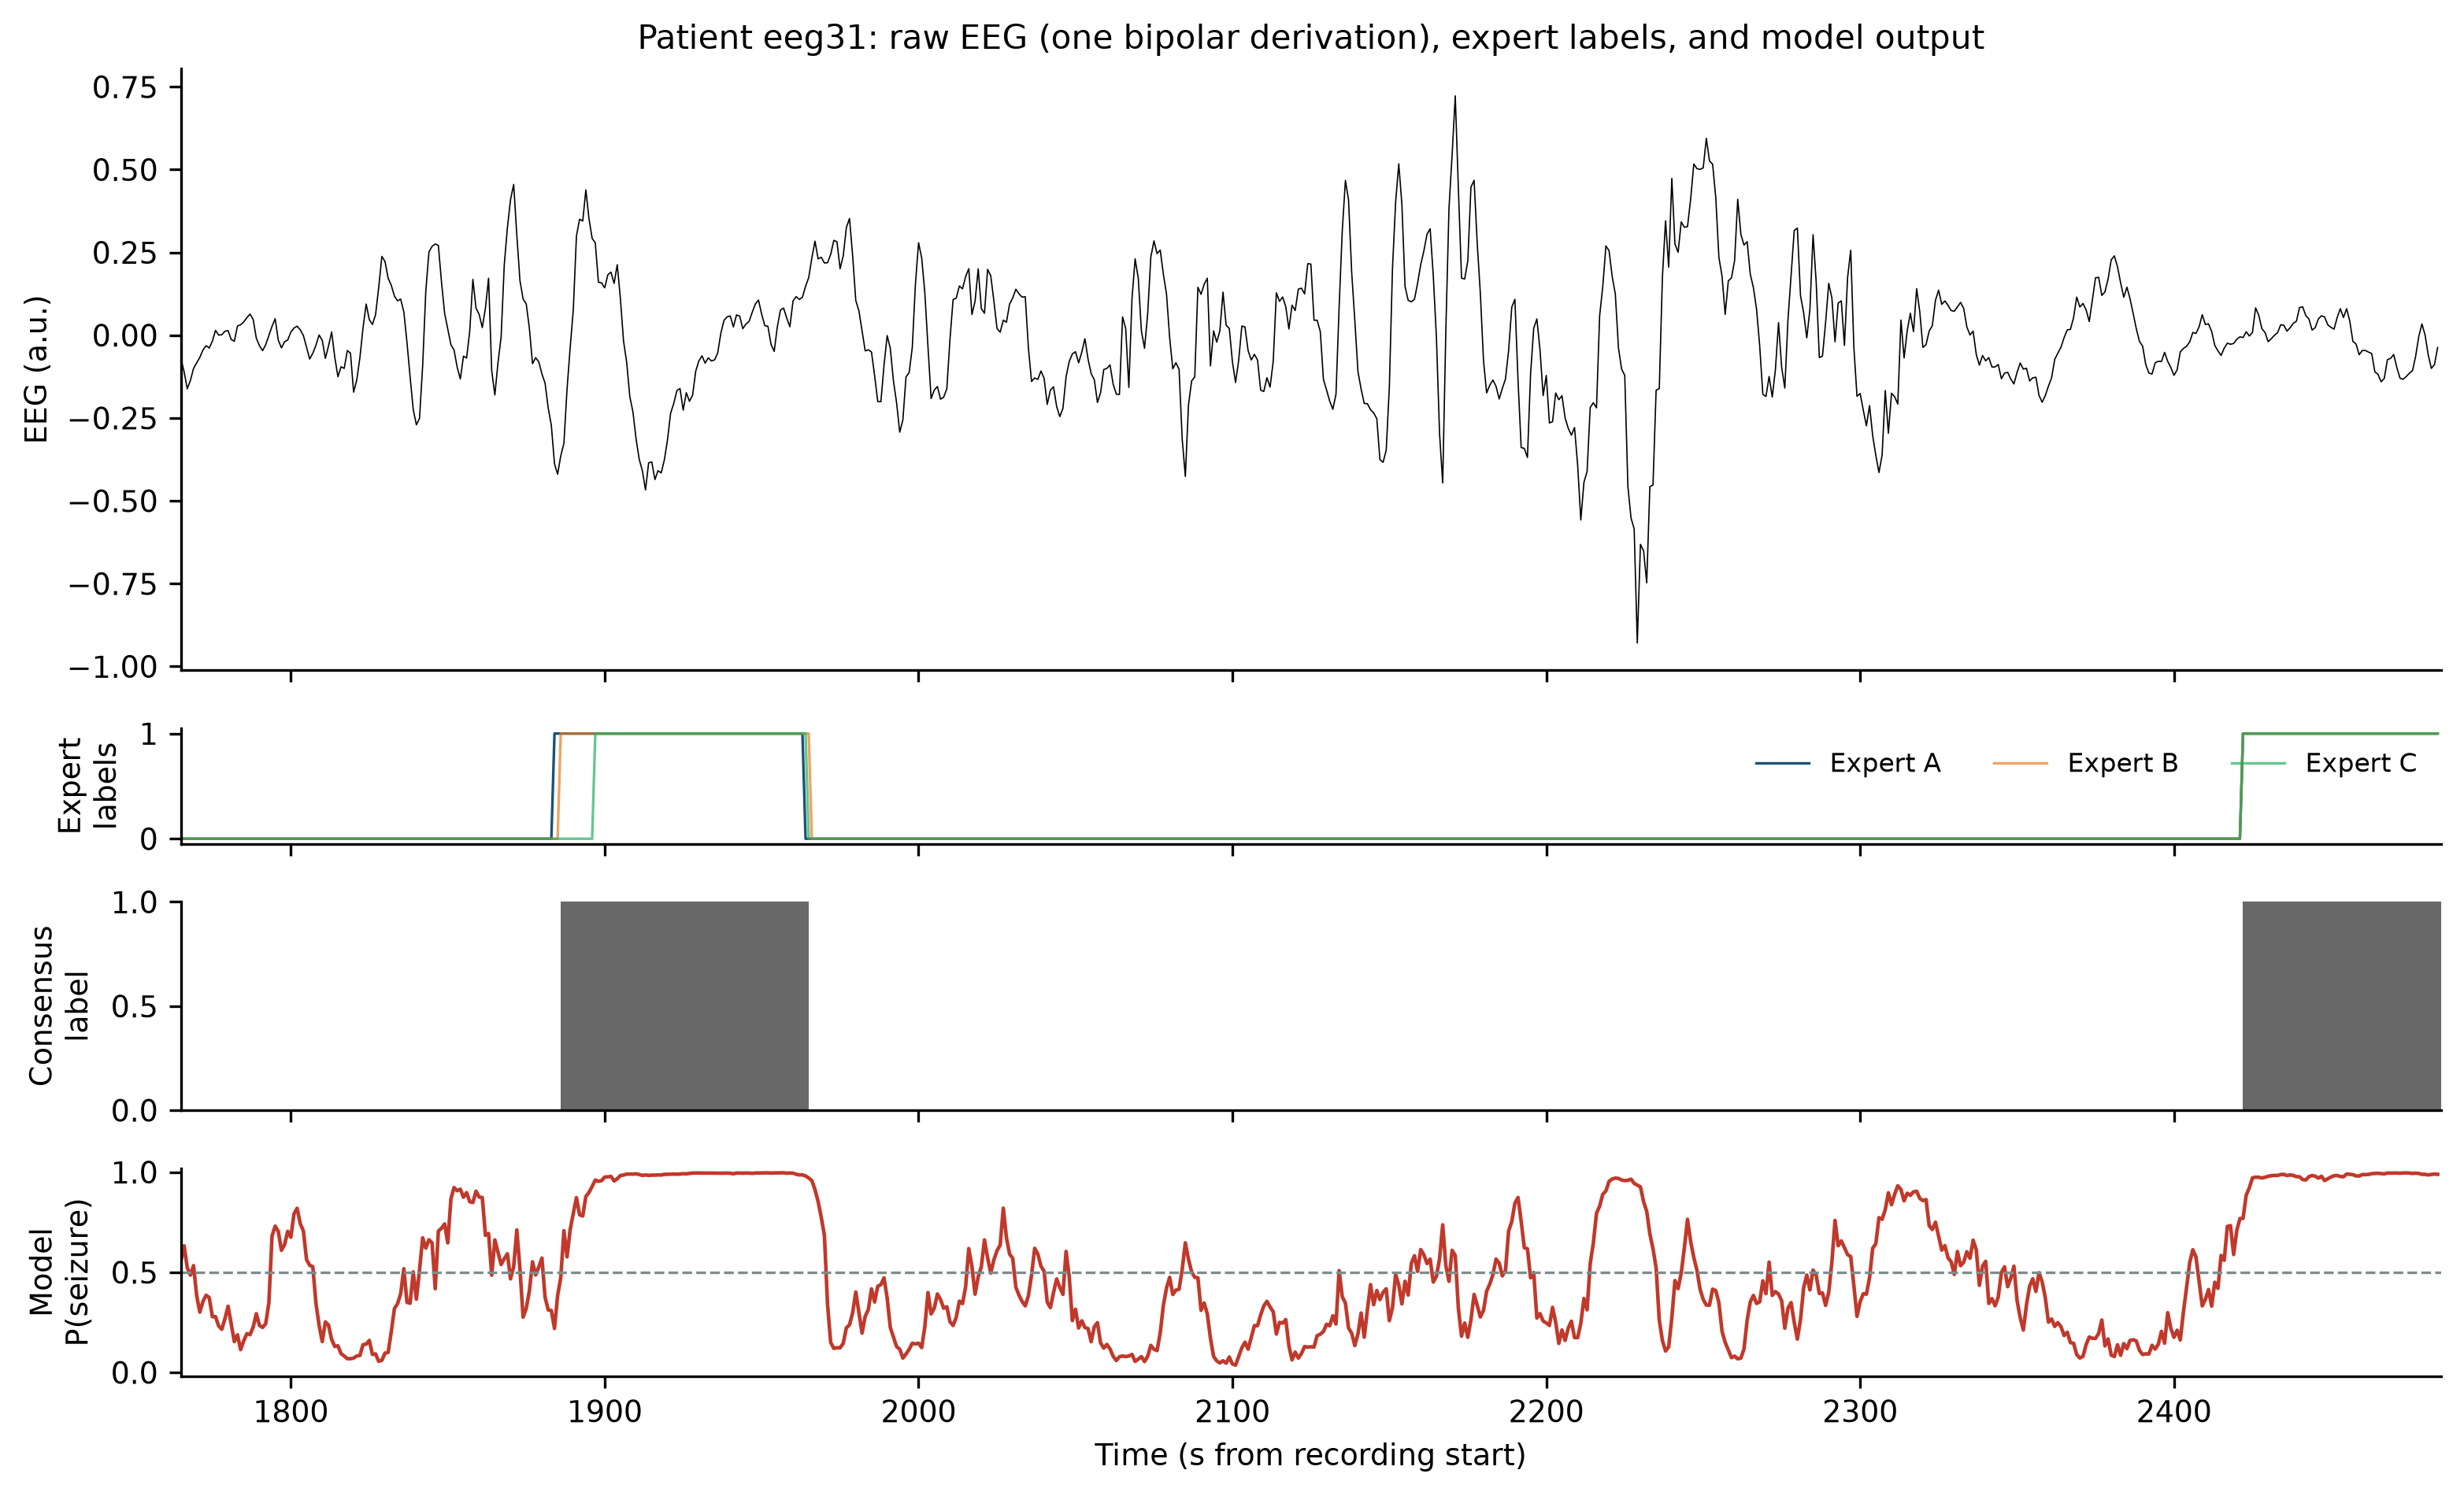 Patient eeg31: raw EEG (one bipolar derivation), expert labels, and model output
EEG (a.u.)
0.75
0.50
0.25
0.00
−0.25
−0.50
−0.75
−1.00
Expert
labels
1
0
Expert A
Expert B
Expert C
Consensus
label
1.0
0.5
0.0
Model
P(seizure)
1.0
0.5
0.0
1800
1900
2000
2100
2200
2300
2400
Time (s from recording start)